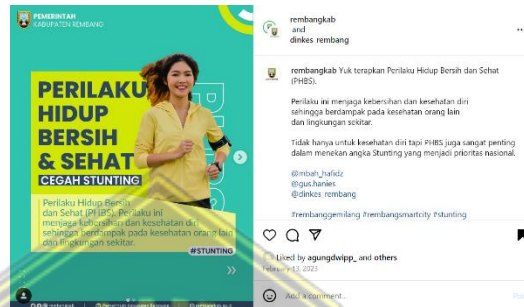 PEMERINTAH
KABUPATEN REMBANG
PERILAKU
HIDUP
BERSIH
& SEHAT
CEGAH STUNTING
PHBS
Perilaku Hidup Bersih
dan Sehat (PHBS). Perilaku ini
menjaga kebersihan dan kesehatan diri
sehingga berdampak pada kesehatan orang lain
dan lingkungan sekitar.
#STUNTING
rembangkab
and
dinkes_rembang
rembangkab Yuk terapkan Perilaku Hidup Bersih dan Sehat
(PHBS).
Perilaku ini menjaga kebersihan dan kesehatan diri
sehingga berdampak pada kesehatan orang lain
dan lingkungan sekitar.
Tidak hanya untuk kesehatan diri tapi PHBS juga sangat penting
dalam menekan angka Stunting yang menjadi prioritas nasional.
@mbah_hafidz
@gus.hanies
@dinkes_rembang
#rembanggemilang #rembangsmartcity #stunting
Liked by agungdwipp_ and others
February 13, 2023
Add a comment...